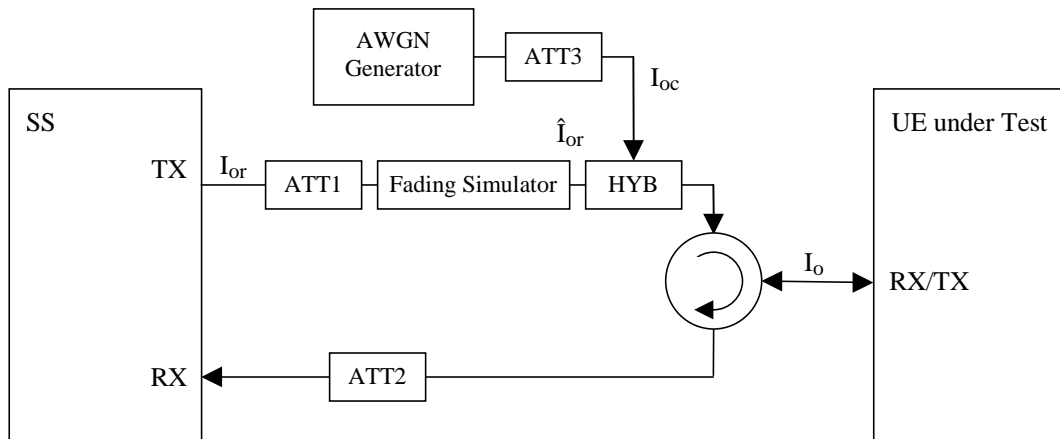 AWGN
Generator
ATT3
I_oc
SS
UE under Test
Î_or
TX
I_or
ATT1
Fading Simulator
HYB
I_o
RX/TX
RX
ATT2